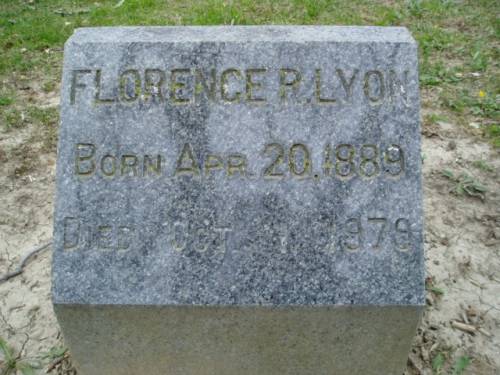 FLORENCE P. LYON
BORN APR. 20, 1889
DIED OCT 1979